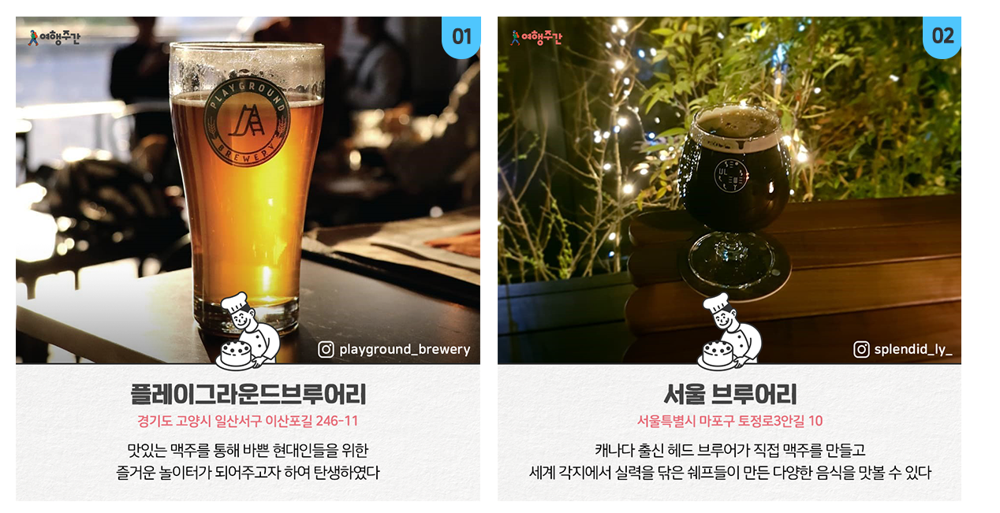 여행주간
01
PLAYGROUND
BREWERY
playground_brewery
플레이그라운드브루어리
경기도 고양시 일산서구 이산포길 246-11
맛있는 맥주를 통해 바쁜 현대인들을 위한
즐거운 놀이터가 되어주고자 하여 탄생하였다
여행주간
02
splendid_ly_
서울 브루어리
서울특별시 마포구 토정로3안길 10
캐나다 출신 헤드 브루어가 직접 맥주를 만들고
세계 각지에서 실력을 닦은 쉐프들이 만든 다양한 음식을 맛볼 수 있다